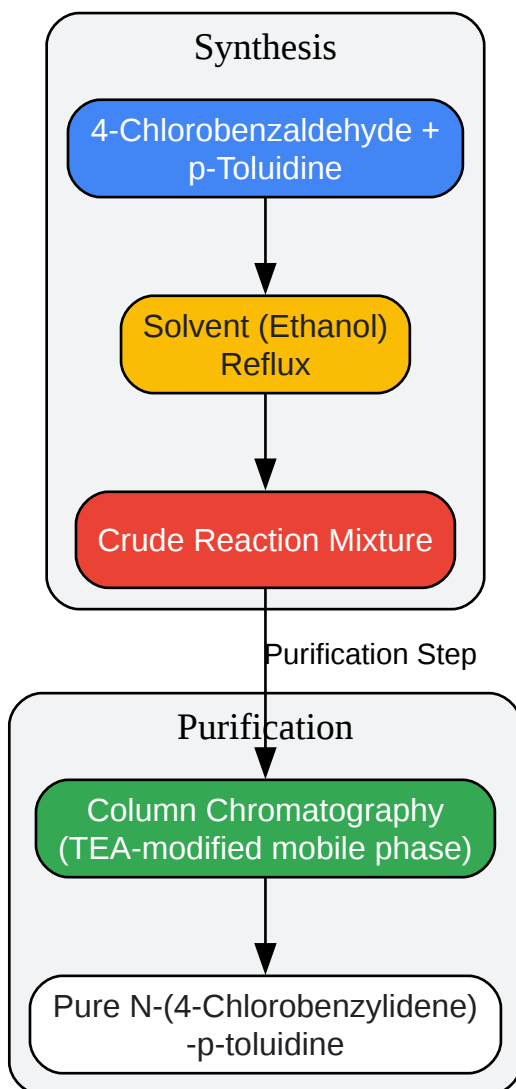 Synthesis
4-Chlorobenzaldehyde +
p-Toluidine
Solvent (Ethanol)
Reflux
Crude Reaction Mixture
Purification Step
Purification
Column Chromatography
(TEA-modified mobile phase)
Pure N-(4-Chlorobenzylidene)
-p-toluidine